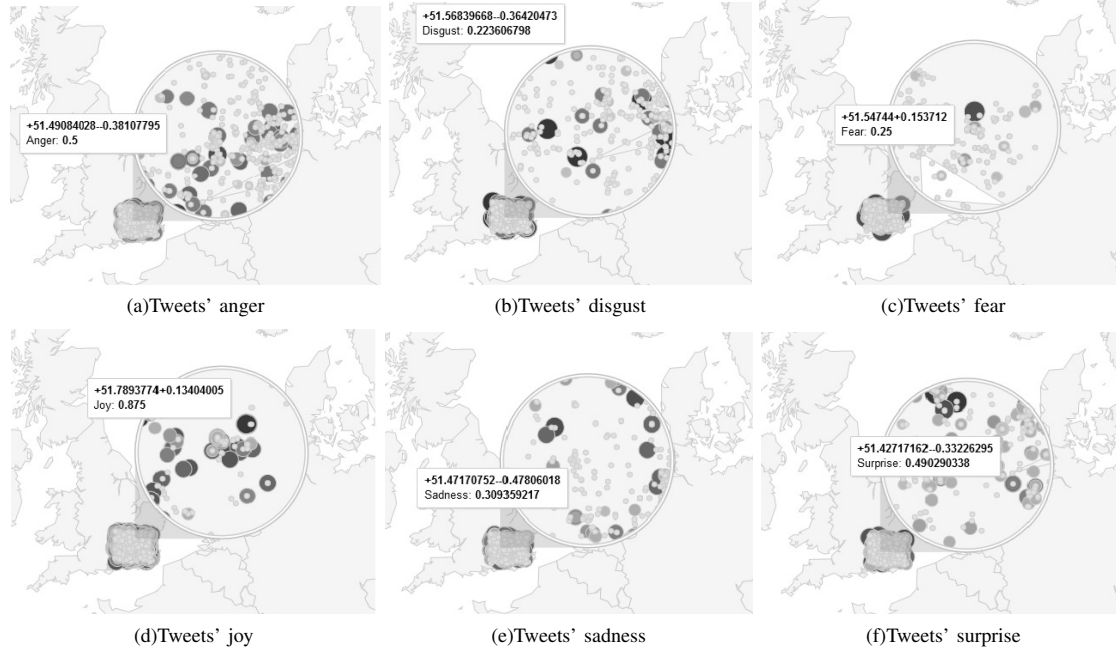 +51.49084028--0.38107795
Anger: 0.5
(a)Tweets' anger
+51.56839668--0.36420473
Disgust: 0.223606798
(b)Tweets' disgust
+51.54744+0.153712
Fear: 0.25
(c)Tweets' fear
+51.7893774+0.13404005
Joy: 0.875
(d)Tweets' joy
+51.47170752--0.47806018
Sadness: 0.309359217
(e)Tweets' sadness
+51.42717162--0.33226295
Surprise: 0.490290338
(f)Tweets' surprise